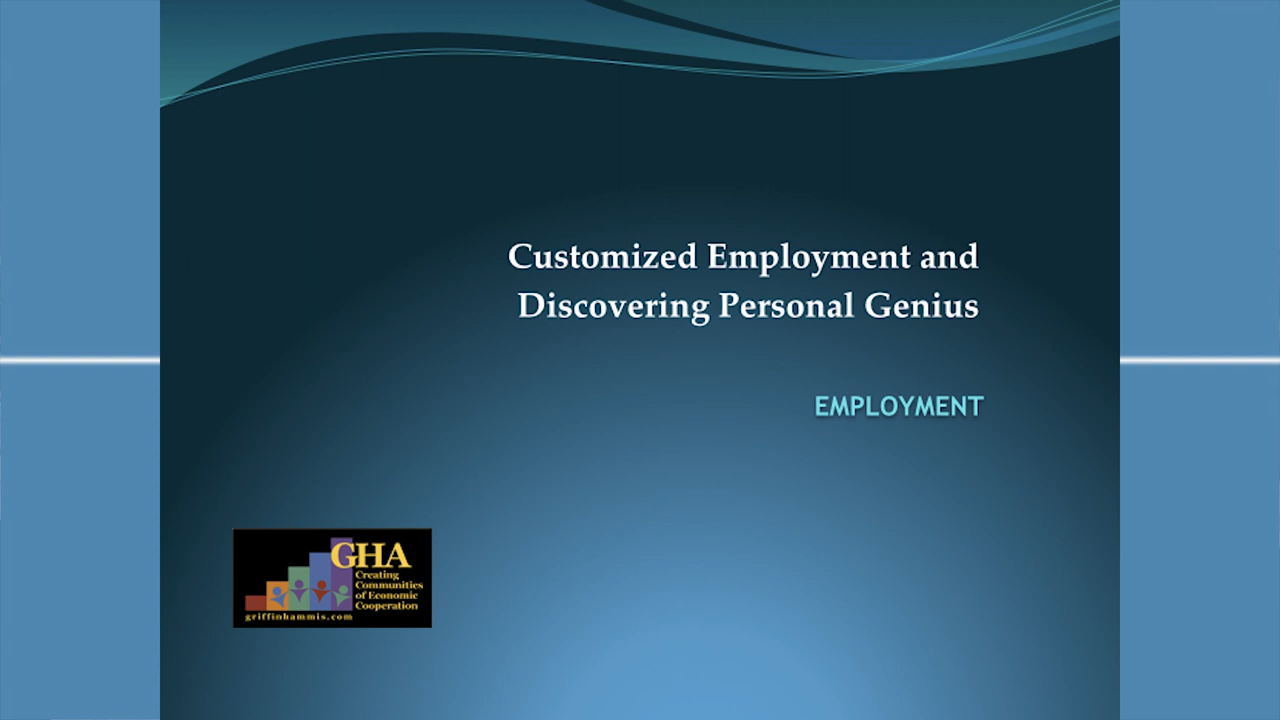 Customized Employment and
Discovering Personal Genius
EMPLOYMENT
GHA
Creating
Communities
of Economic
Cooperation
griffinhammis.com